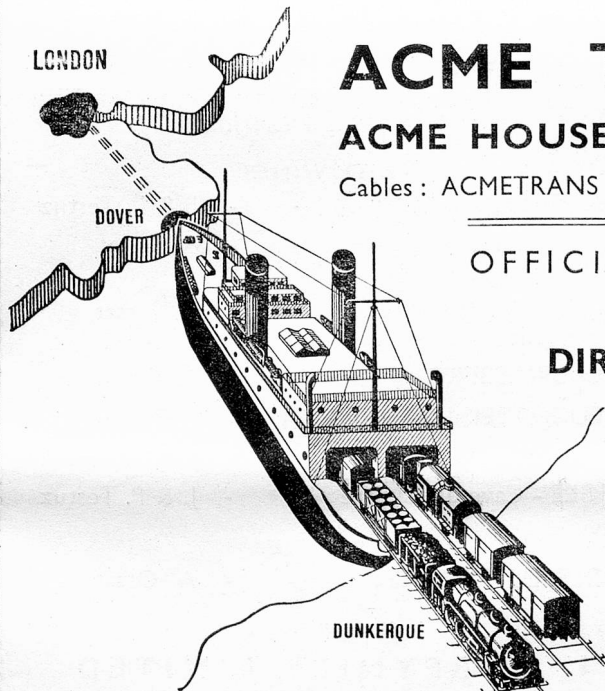 LONDON
ACME
ACME HOUSE
Cables : ACMETRANS
DOVER
OFFICI
DIR
DUNKERQUE